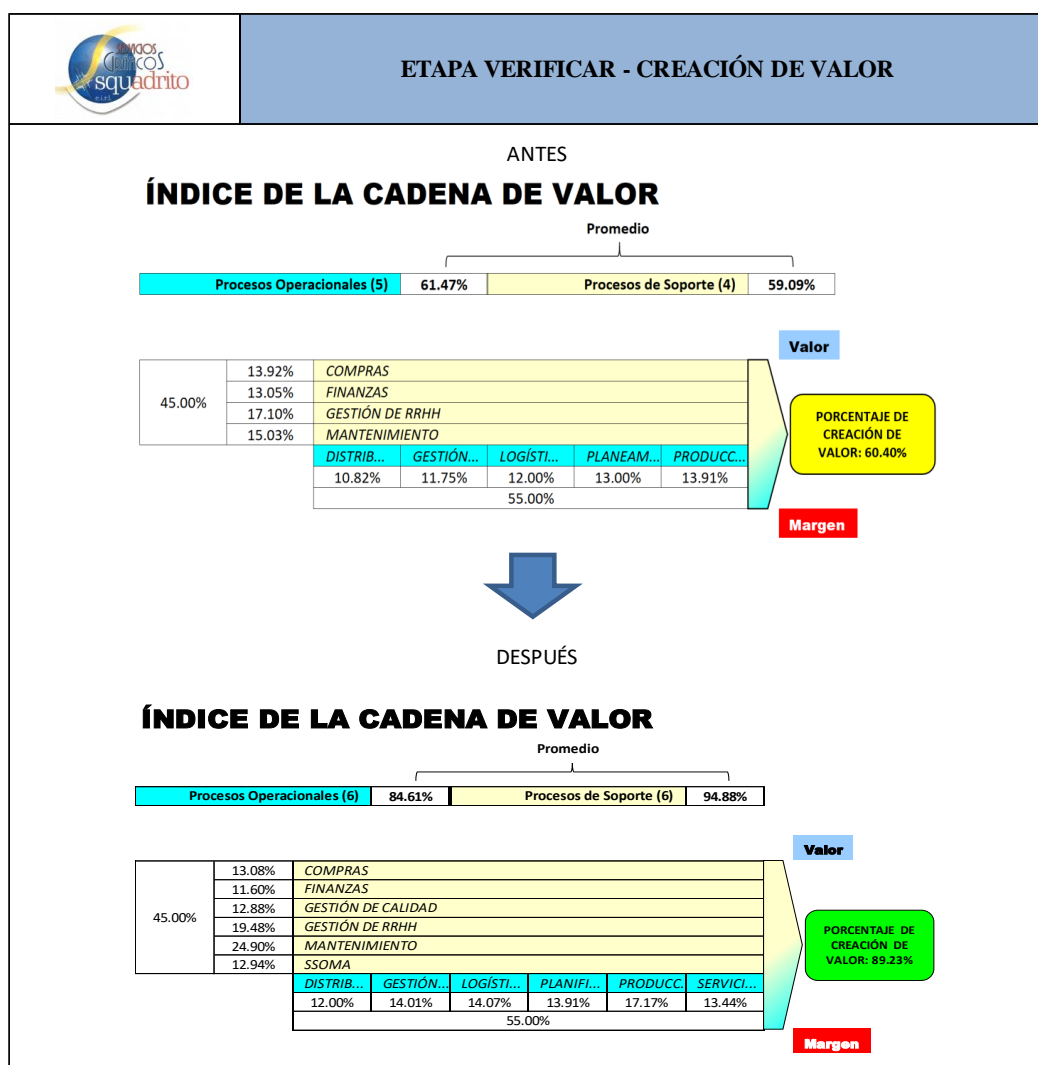 SERVICIOS
GRÁFICOS
squadrito
e.i.r.l
ETAPA VERIFICAR - CREACIÓN DE VALOR
ANTES
ÍNDICE DE LA CADENA DE VALOR
Promedio
Procesos Operacionales (5) 61.47% Procesos de Soporte (4) 59.09%
Valor
45.00%
13.92% COMPRAS
13.05% FINANZAS
17.10% GESTIÓN DE RRHH
15.03% MANTENIMIENTO
DISTRIB... GESTIÓN... LOGÍSTI... PLANEAM... PRODUCC...
10.82% 11.75% 12.00% 13.00% 13.91%
55.00%
PORCENTAJE DE
CREACIÓN DE
VALOR: 60.40%
Margen
DESPUÉS
ÍNDICE DE LA CADENA DE VALOR
Promedio
Procesos Operacionales (6) 84.61% Procesos de Soporte (6) 94.88%
Valor
45.00%
13.08% COMPRAS
11.60% FINANZAS
12.88% GESTIÓN DE CALIDAD
19.48% GESTIÓN DE RRHH
24.90% MANTENIMIENTO
12.94% SSOMA
DISTRIB... GESTIÓN... LOGÍSTI... PLANIFI... PRODUCC. SERVICI...
12.00% 14.01% 14.07% 13.91% 17.17% 13.44%
55.00%
PORCENTAJE DE
CREACIÓN DE
VALOR: 89.23%
Margen